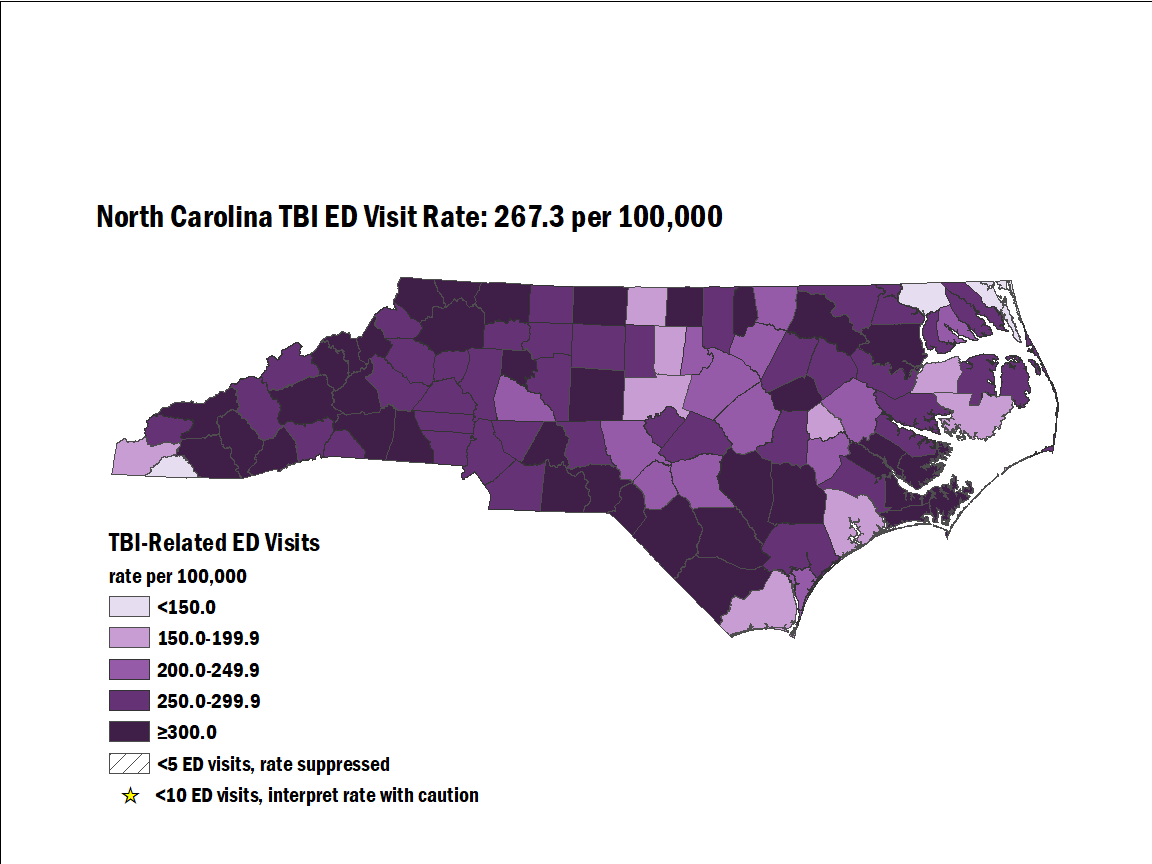 North Carolina TBI ED Visit Rate: 267.3 per 100,000
TBI-Related ED Visits
rate per 100,000
<150.0
150.0-199.9
200.0-249.9
250.0-299.9
≥300.0
<5 ED visits, rate suppressed
<10 ED visits, interpret rate with caution